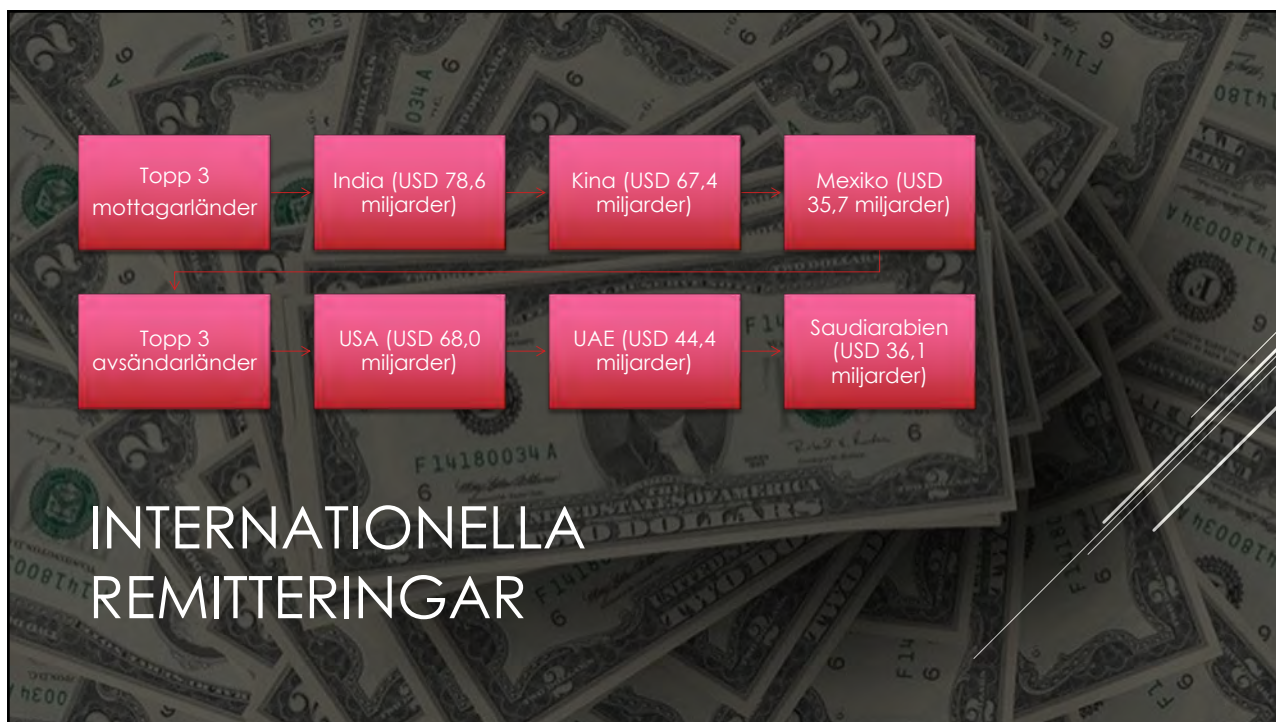 Topp 3
mottagarländer
India (USD 78,6
miljarder)
Kina (USD 67,4
miljarder)
Mexiko (USD
35,7 miljarder)
Topp 3
avsändarländer
USA (USD 68,0
miljarder)
UAE (USD 44,4
miljarder)
Saudiarabien
(USD 36,1
miljarder)
F14180034A
INTERNATIONELLA
REMITTERINGAR